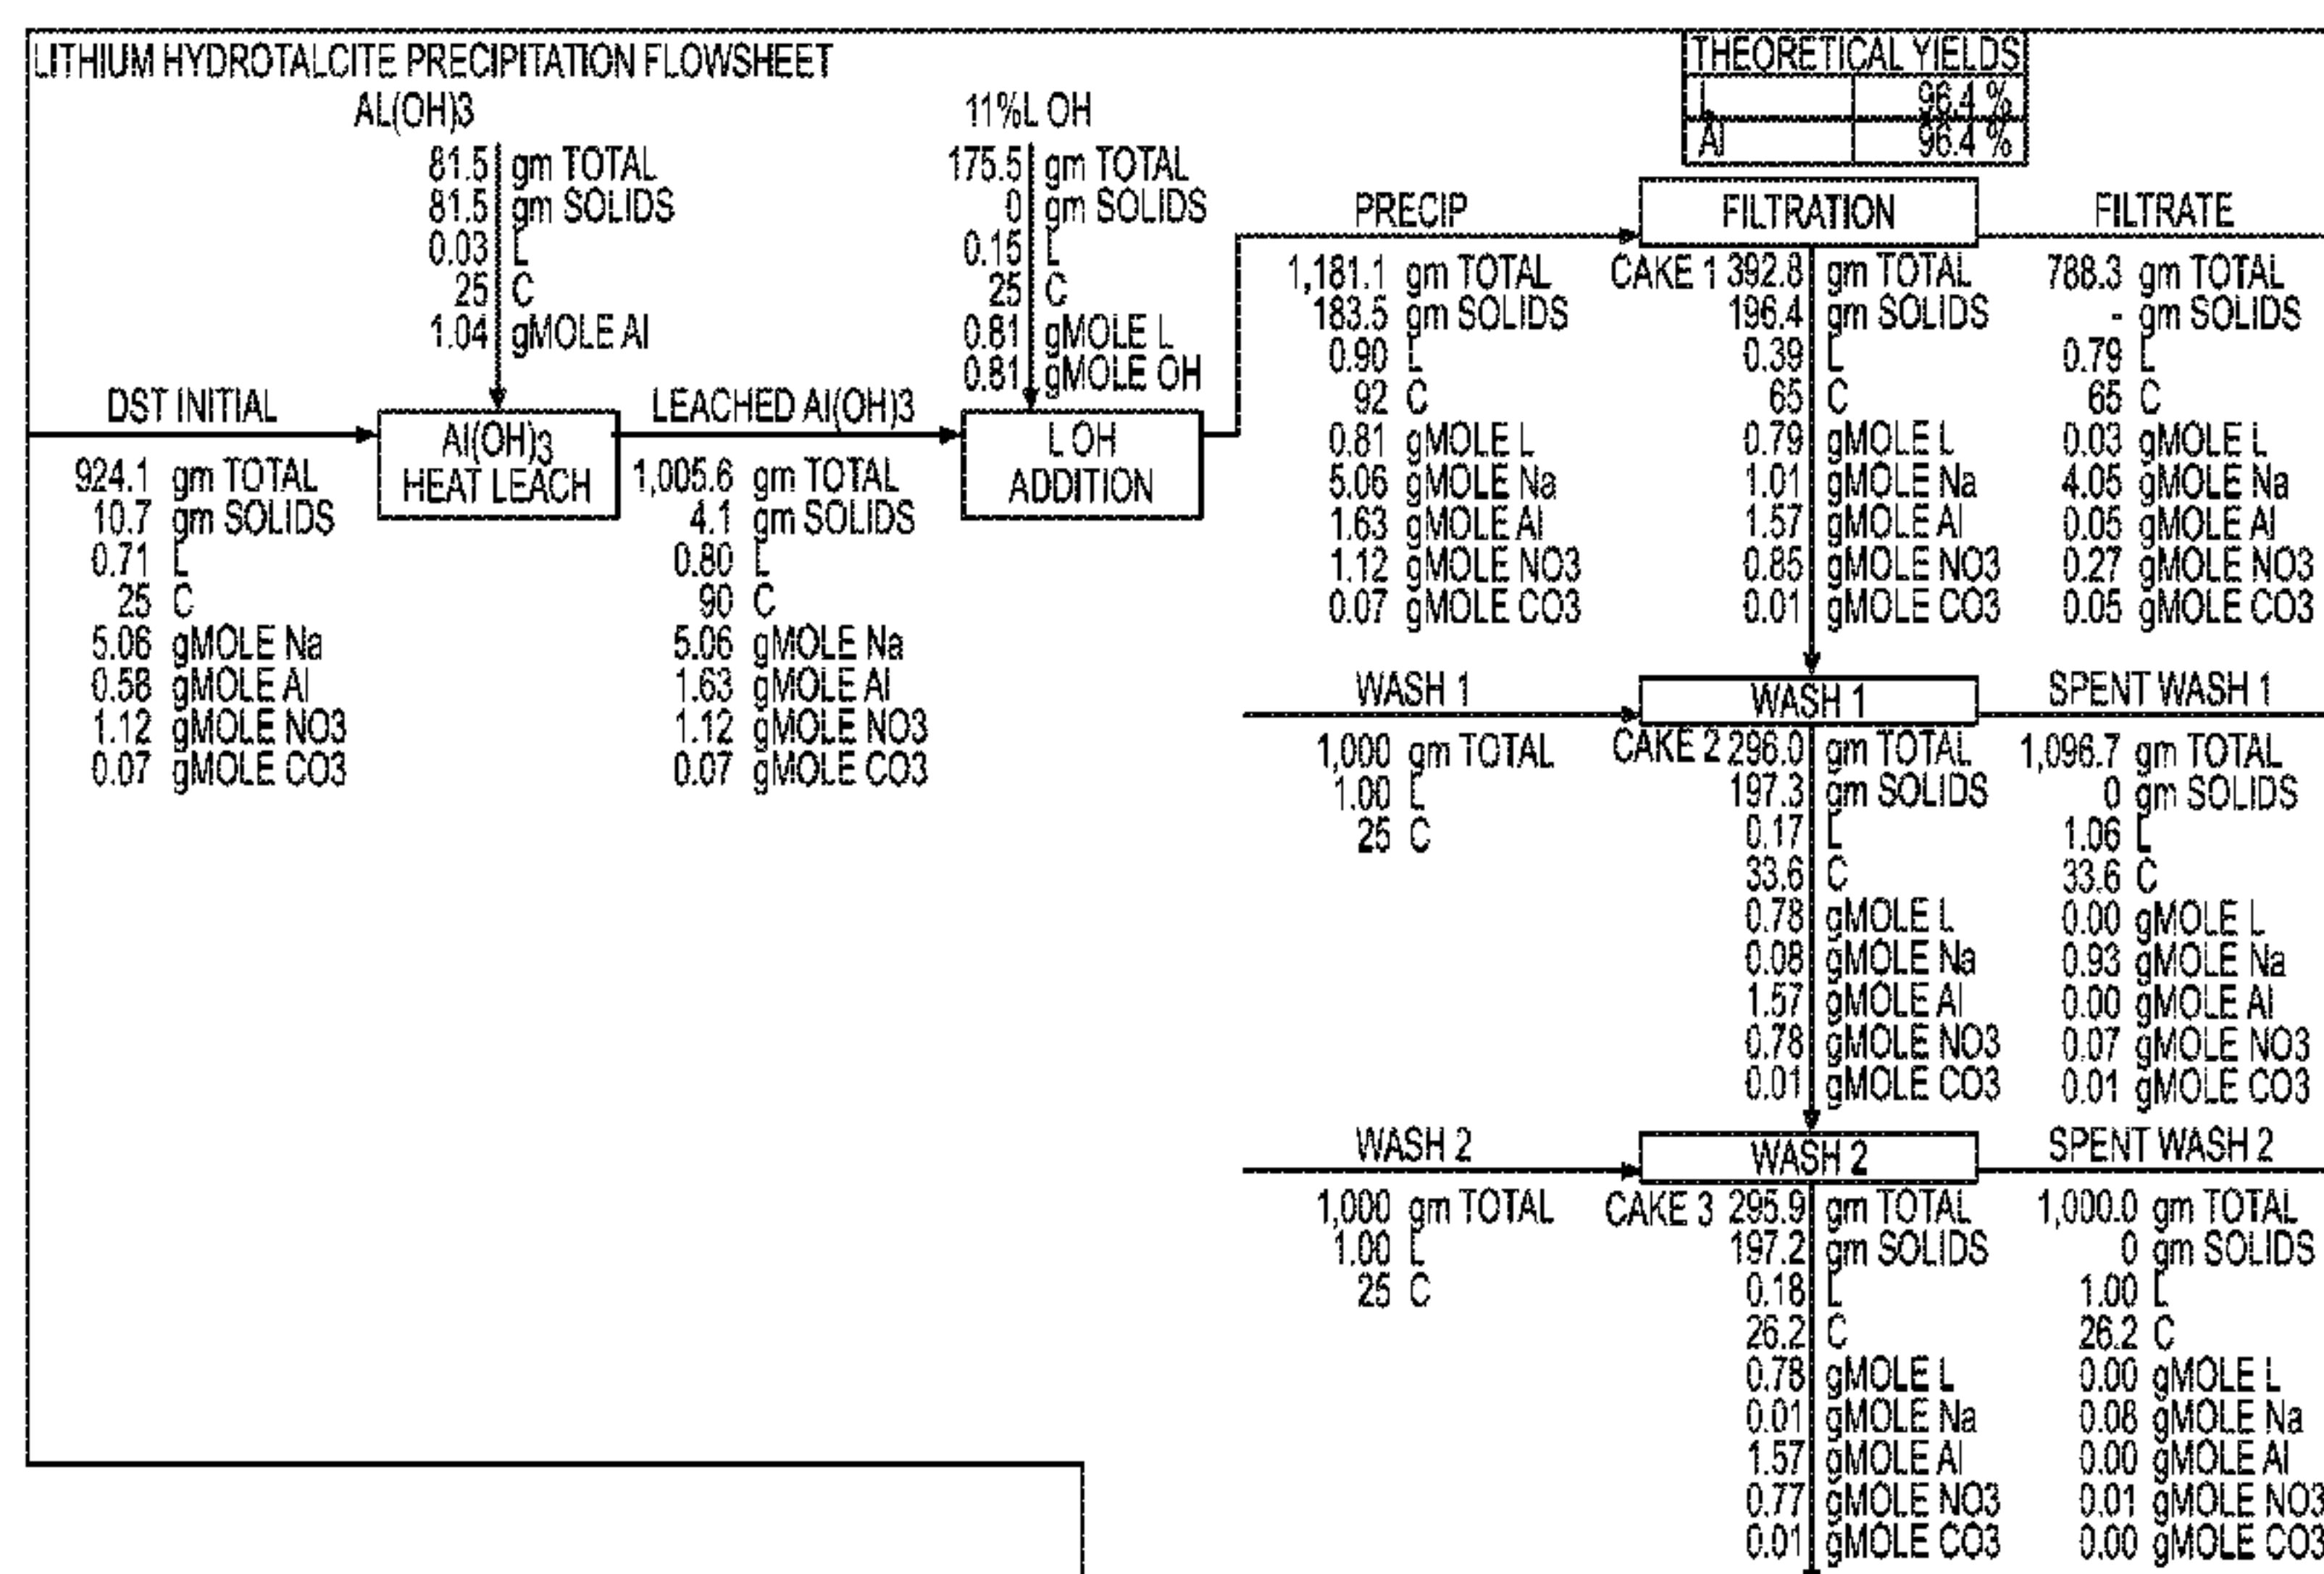 LITHIUM HYDROTALCITE PRECIPITATION FLOWSHEET
THEORETICAL YIELDS
L 96.4 %
Al 96.4 %
AL(OH)3
81.5 gm TOTAL
81.5 gm SOLIDS
0.03 L
25 C
1.04 gMOLE Al
11%L OH
175.5 gm TOTAL
0 gm SOLIDS
0.15 L
25 C
0.81 gMOLE L
0.81 gMOLE OH
DST INITIAL
924.1 gm TOTAL
10.7 gm SOLIDS
0.71 L
25 C
5.06 gMOLE Na
0.58 gMOLE Al
1.12 gMOLE NO3
0.07 gMOLE CO3
Al(OH)3
HEAT LEACH
LEACHED Al(OH)3
1,005.6 gm TOTAL
4.1 gm SOLIDS
0.80 L
90 C
5.06 gMOLE Na
1.63 gMOLE Al
1.12 gMOLE NO3
0.07 gMOLE CO3
L OH
ADDITION
PRECIP
1,181.1 gm TOTAL
183.5 gm SOLIDS
0.90 L
92 C
0.81 gMOLE L
5.06 gMOLE Na
1.63 gMOLE Al
1.12 gMOLE NO3
0.07 gMOLE CO3
FILTRATION
CAKE 1 392.8 gm TOTAL
196.4 gm SOLIDS
0.39 L
65 C
0.79 gMOLE L
1.01 gMOLE Na
1.57 gMOLE Al
0.85 gMOLE NO3
0.01 gMOLE CO3
FILTRATE
788.3 gm TOTAL
- gm SOLIDS
0.79 L
65 C
0.03 gMOLE L
4.05 gMOLE Na
0.05 gMOLE Al
0.27 gMOLE NO3
0.05 gMOLE CO3
WASH 1
1,000 gm TOTAL
1.00 L
25 C
WASH 1
CAKE 2 296.0 gm TOTAL
197.3 gm SOLIDS
0.17 L
33.6 C
0.78 gMOLE L
0.08 gMOLE Na
1.57 gMOLE Al
0.78 gMOLE NO3
0.01 gMOLE CO3
SPENT WASH 1
1,096.7 gm TOTAL
0 gm SOLIDS
1.06 L
33.6 C
0.00 gMOLE L
0.93 gMOLE Na
0.00 gMOLE Al
0.07 gMOLE NO3
0.01 gMOLE CO3
WASH 2
1,000 gm TOTAL
1.00 L
25 C
WASH 2
CAKE 3 295.9 gm TOTAL
197.2 gm SOLIDS
0.18 L
26.2 C
0.78 gMOLE L
0.01 gMOLE Na
1.57 gMOLE Al
0.77 gMOLE NO3
0.01 gMOLE CO3
SPENT WASH 2
1,000.0 gm TOTAL
0 gm SOLIDS
1.00 L
26.2 C
0.00 gMOLE L
0.08 gMOLE Na
0.00 gMOLE Al
0.01 gMOLE NO3
0.00 gMOLE CO3